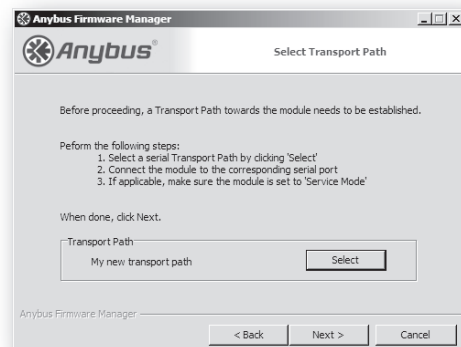 Anybus Firmware Manager
Anybus®
Select Transport Path
Before proceeding, a Transport Path towards the module needs to be established.
Peform the following steps:
1. Select a serial Transport Path by clicking 'Select'
2. Connect the module to the corresponding serial port
3. If applicable, make sure the module is set to 'Service Mode'
When done, click Next.
Transport Path
My new transport path
Select
Anybus Firmware Manager
< Back
Next >
Cancel